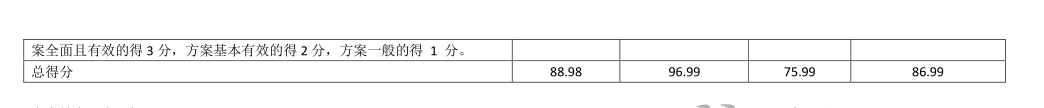 案全面且有效的得 3 分，方案基本有效的得 2 分，方案一般的得 1 分。
总得分 88.98 96.99 75.99 86.99